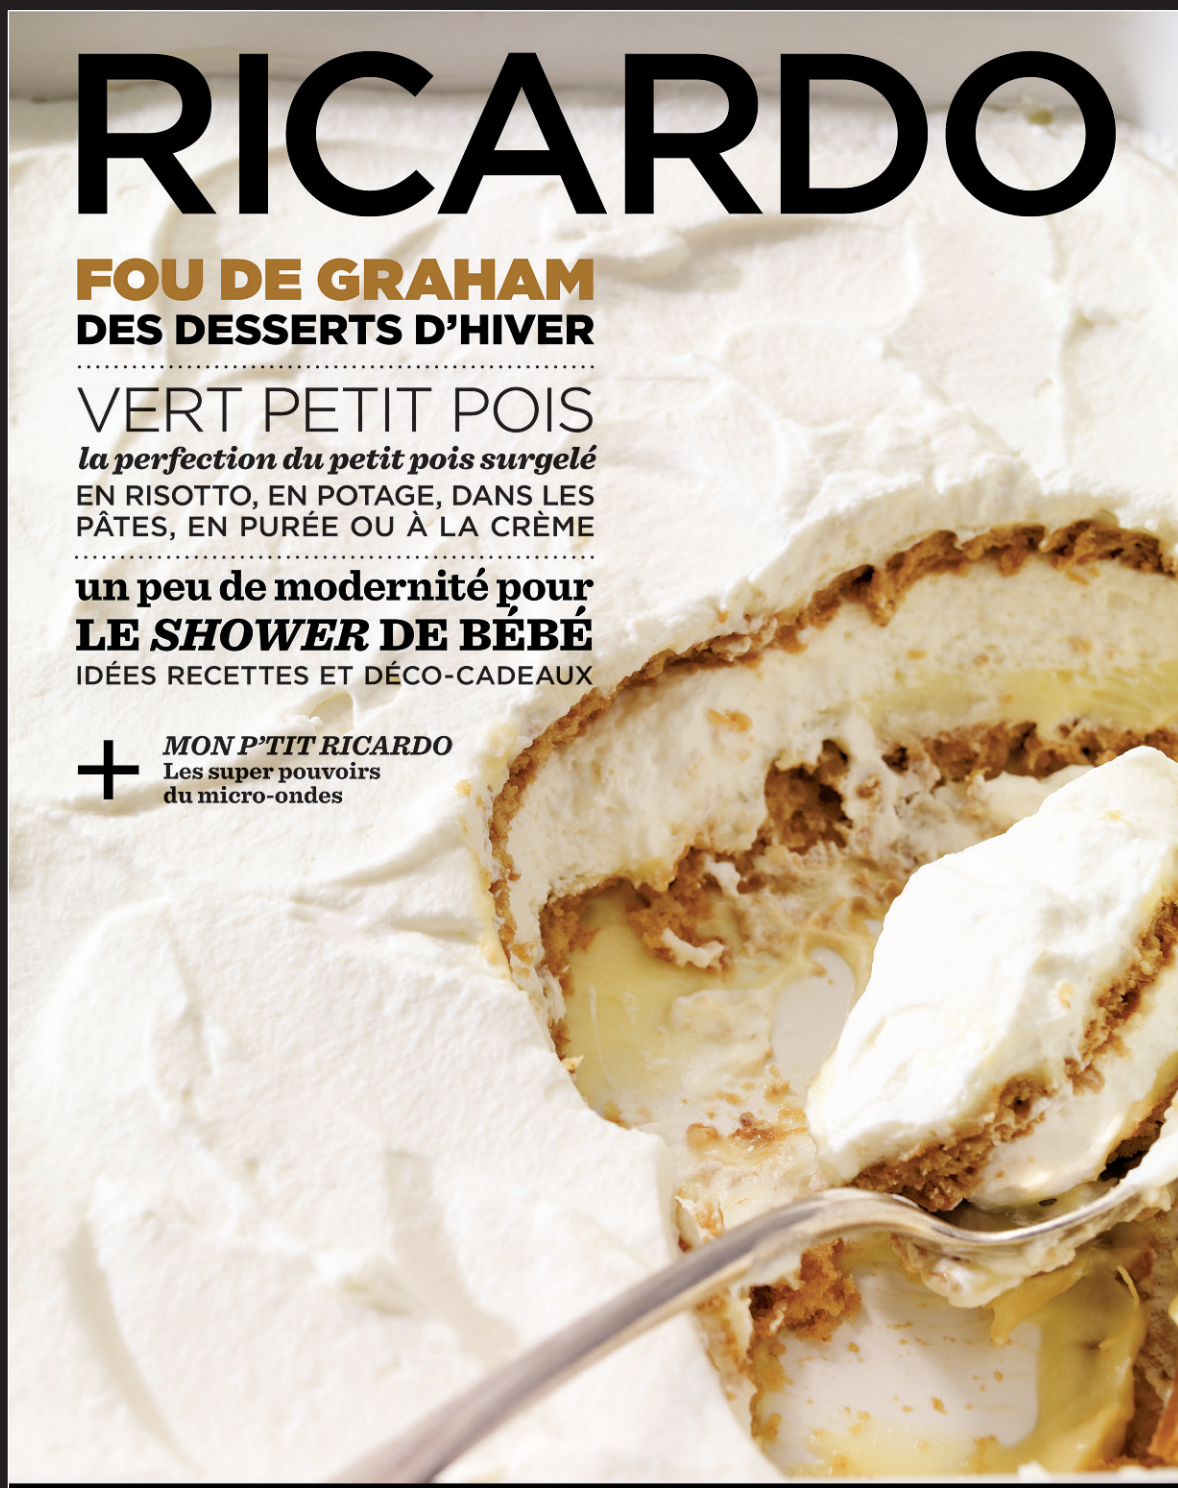 RICARDO
FOU DE GRAHAM
DES DESSERTS D’HIVER
VERT PETIT POIS
la perfection du petit pois surgelé
EN RISOTTO, EN POTAGE, DANS LES
PÂTES, EN PURÉE OU À LA CRÈME
un peu de modernité pour
LE SHOWER DE BÉBÉ
IDÉES RECETTES ET DÉCO-CADEAUX
+ MON P’TIT RICARDO
Les super pouvoirs
du micro-ondes